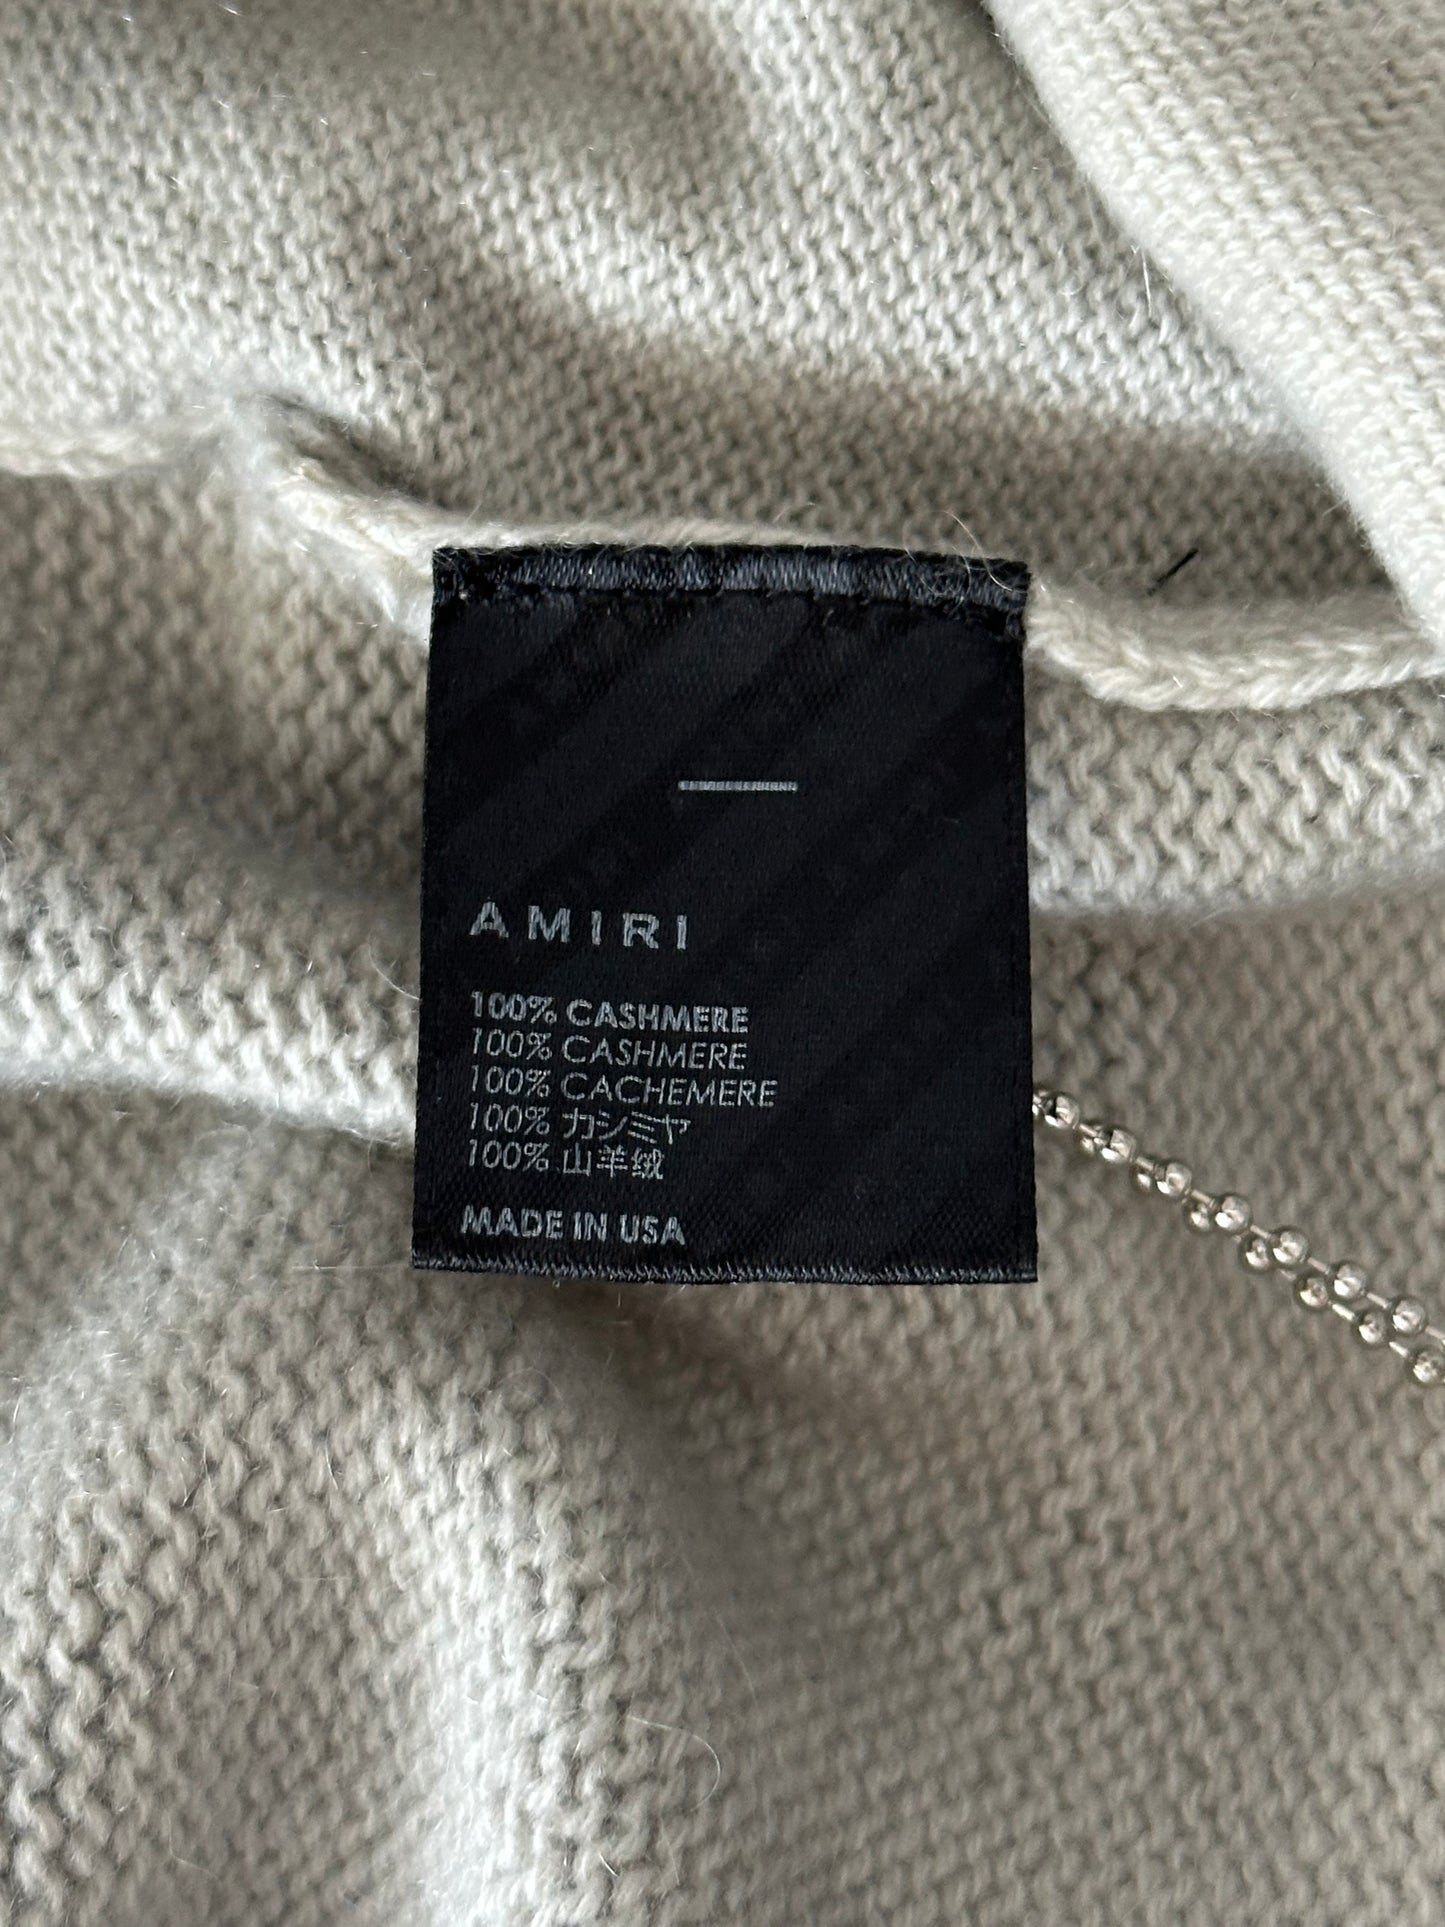 AMIRI
100% CASHMERE
100% CASHMERE
100% CACHEMERE
100% カシミヤ
100% 山羊绒
MADE IN USA